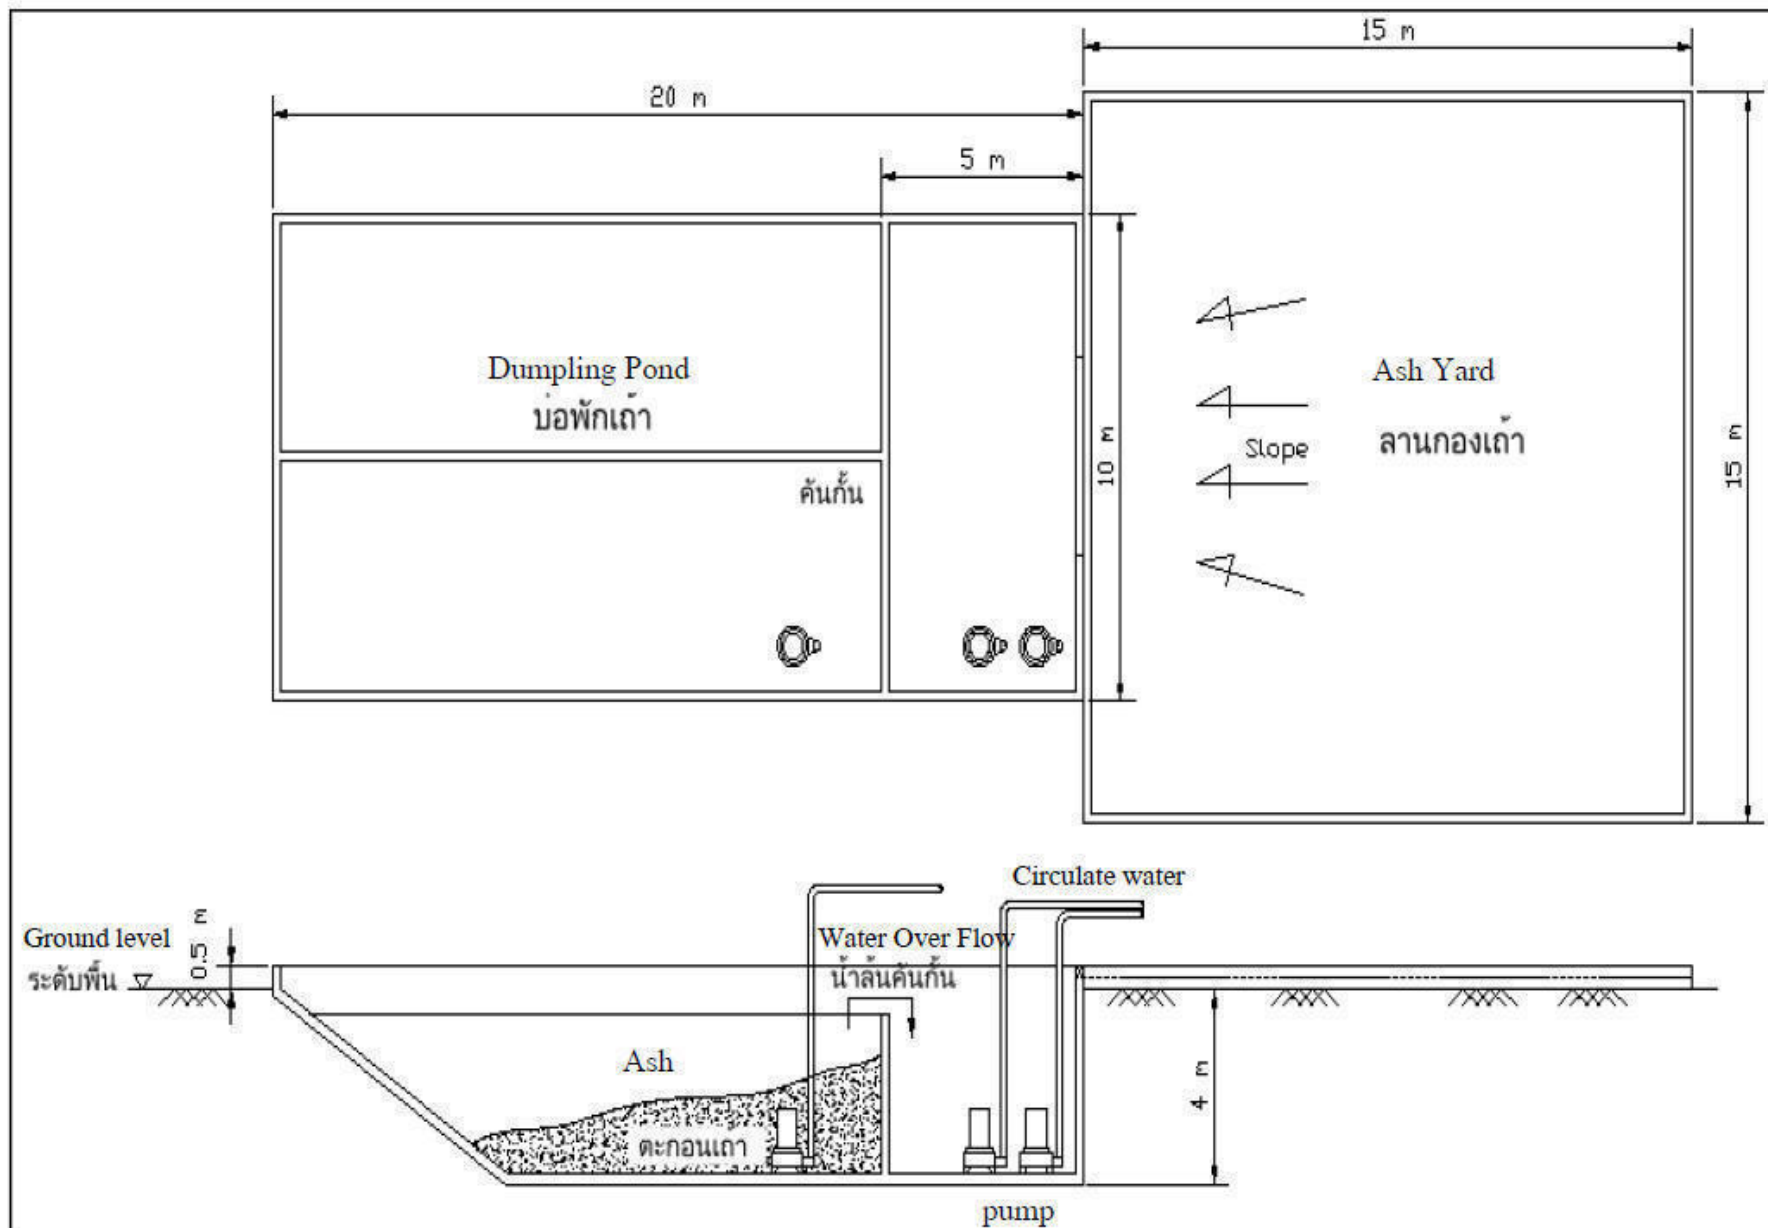 15 m
20 m
5 m
Dumpling Pond
บ่อพักเถ้า
คันกั้น
10 m
Slope
Ash Yard
ลานกองเถ้า
15 m
Circulate water
Ground level
ระดับพื้น
0.5 m
Water Over Flow
น้ำล้นคันกั้น
Ash
ตะกอนเถ้า
4 m
pump